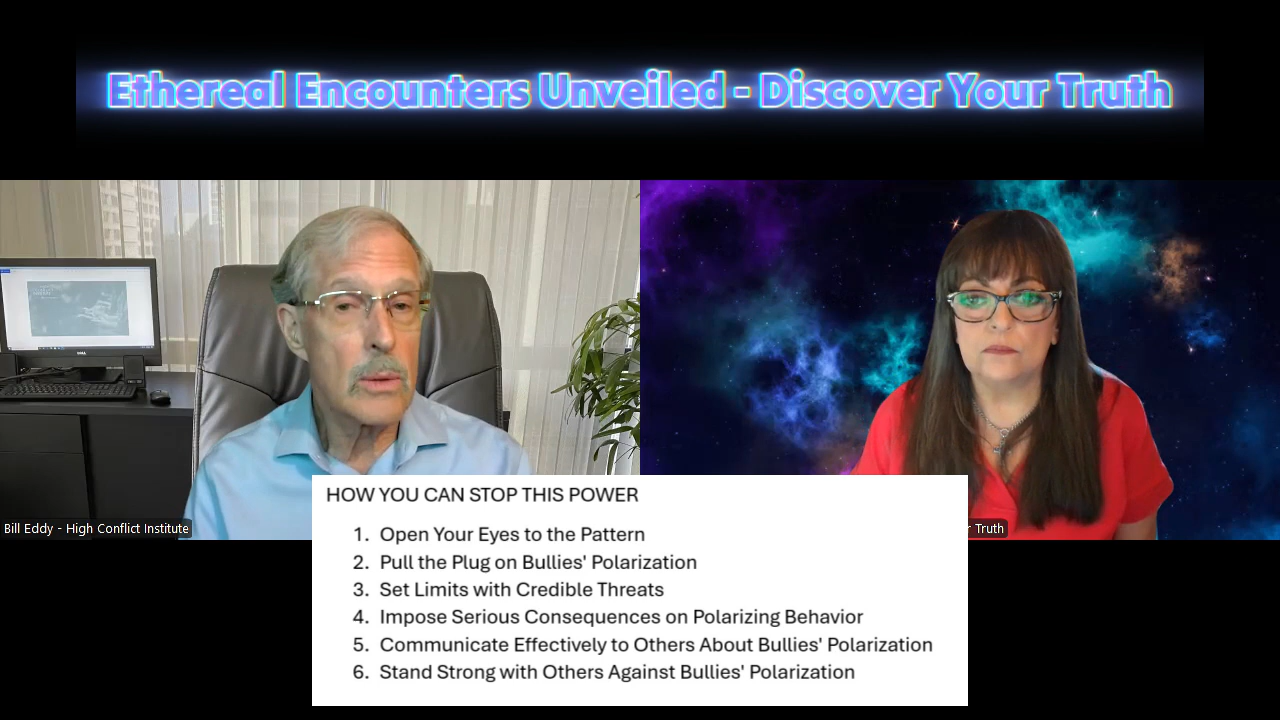 Ethereal Encounters Unveiled - Discover Your Truth
Bill Eddy - High Conflict Institute
r Truth
HOW YOU CAN STOP THIS POWER
1. Open Your Eyes to the Pattern
2. Pull the Plug on Bullies' Polarization
3. Set Limits with Credible Threats
4. Impose Serious Consequences on Polarizing Behavior
5. Communicate Effectively to Others About Bullies' Polarization
6. Stand Strong with Others Against Bullies' Polarization